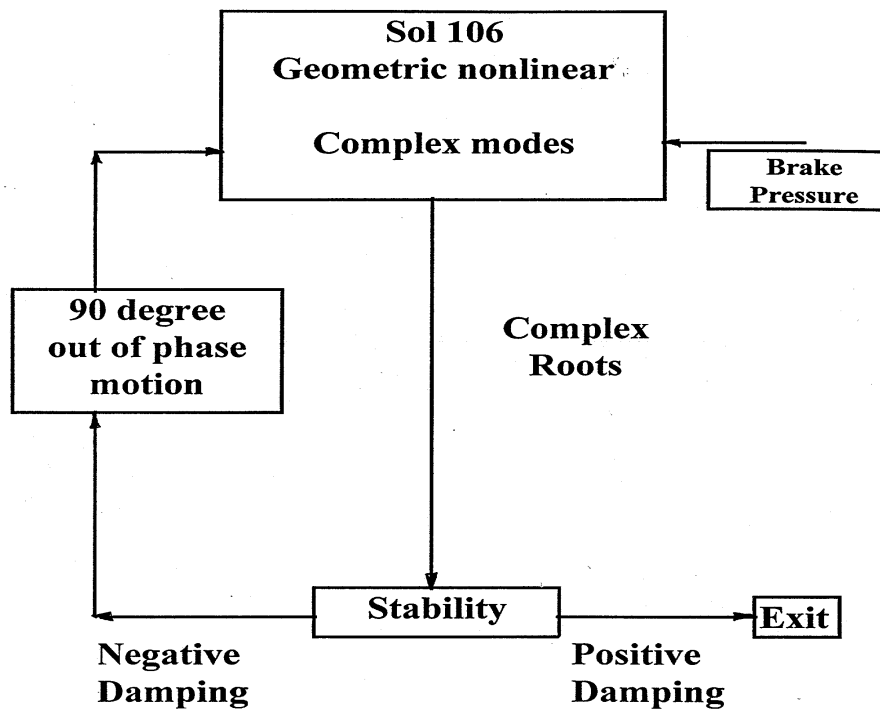 Sol 106
Geometric nonlinear
Complex modes
Brake
Pressure
90 degree
out of phase
motion
Complex
Roots
Stability
Exit
Negative
Damping
Positive
Damping